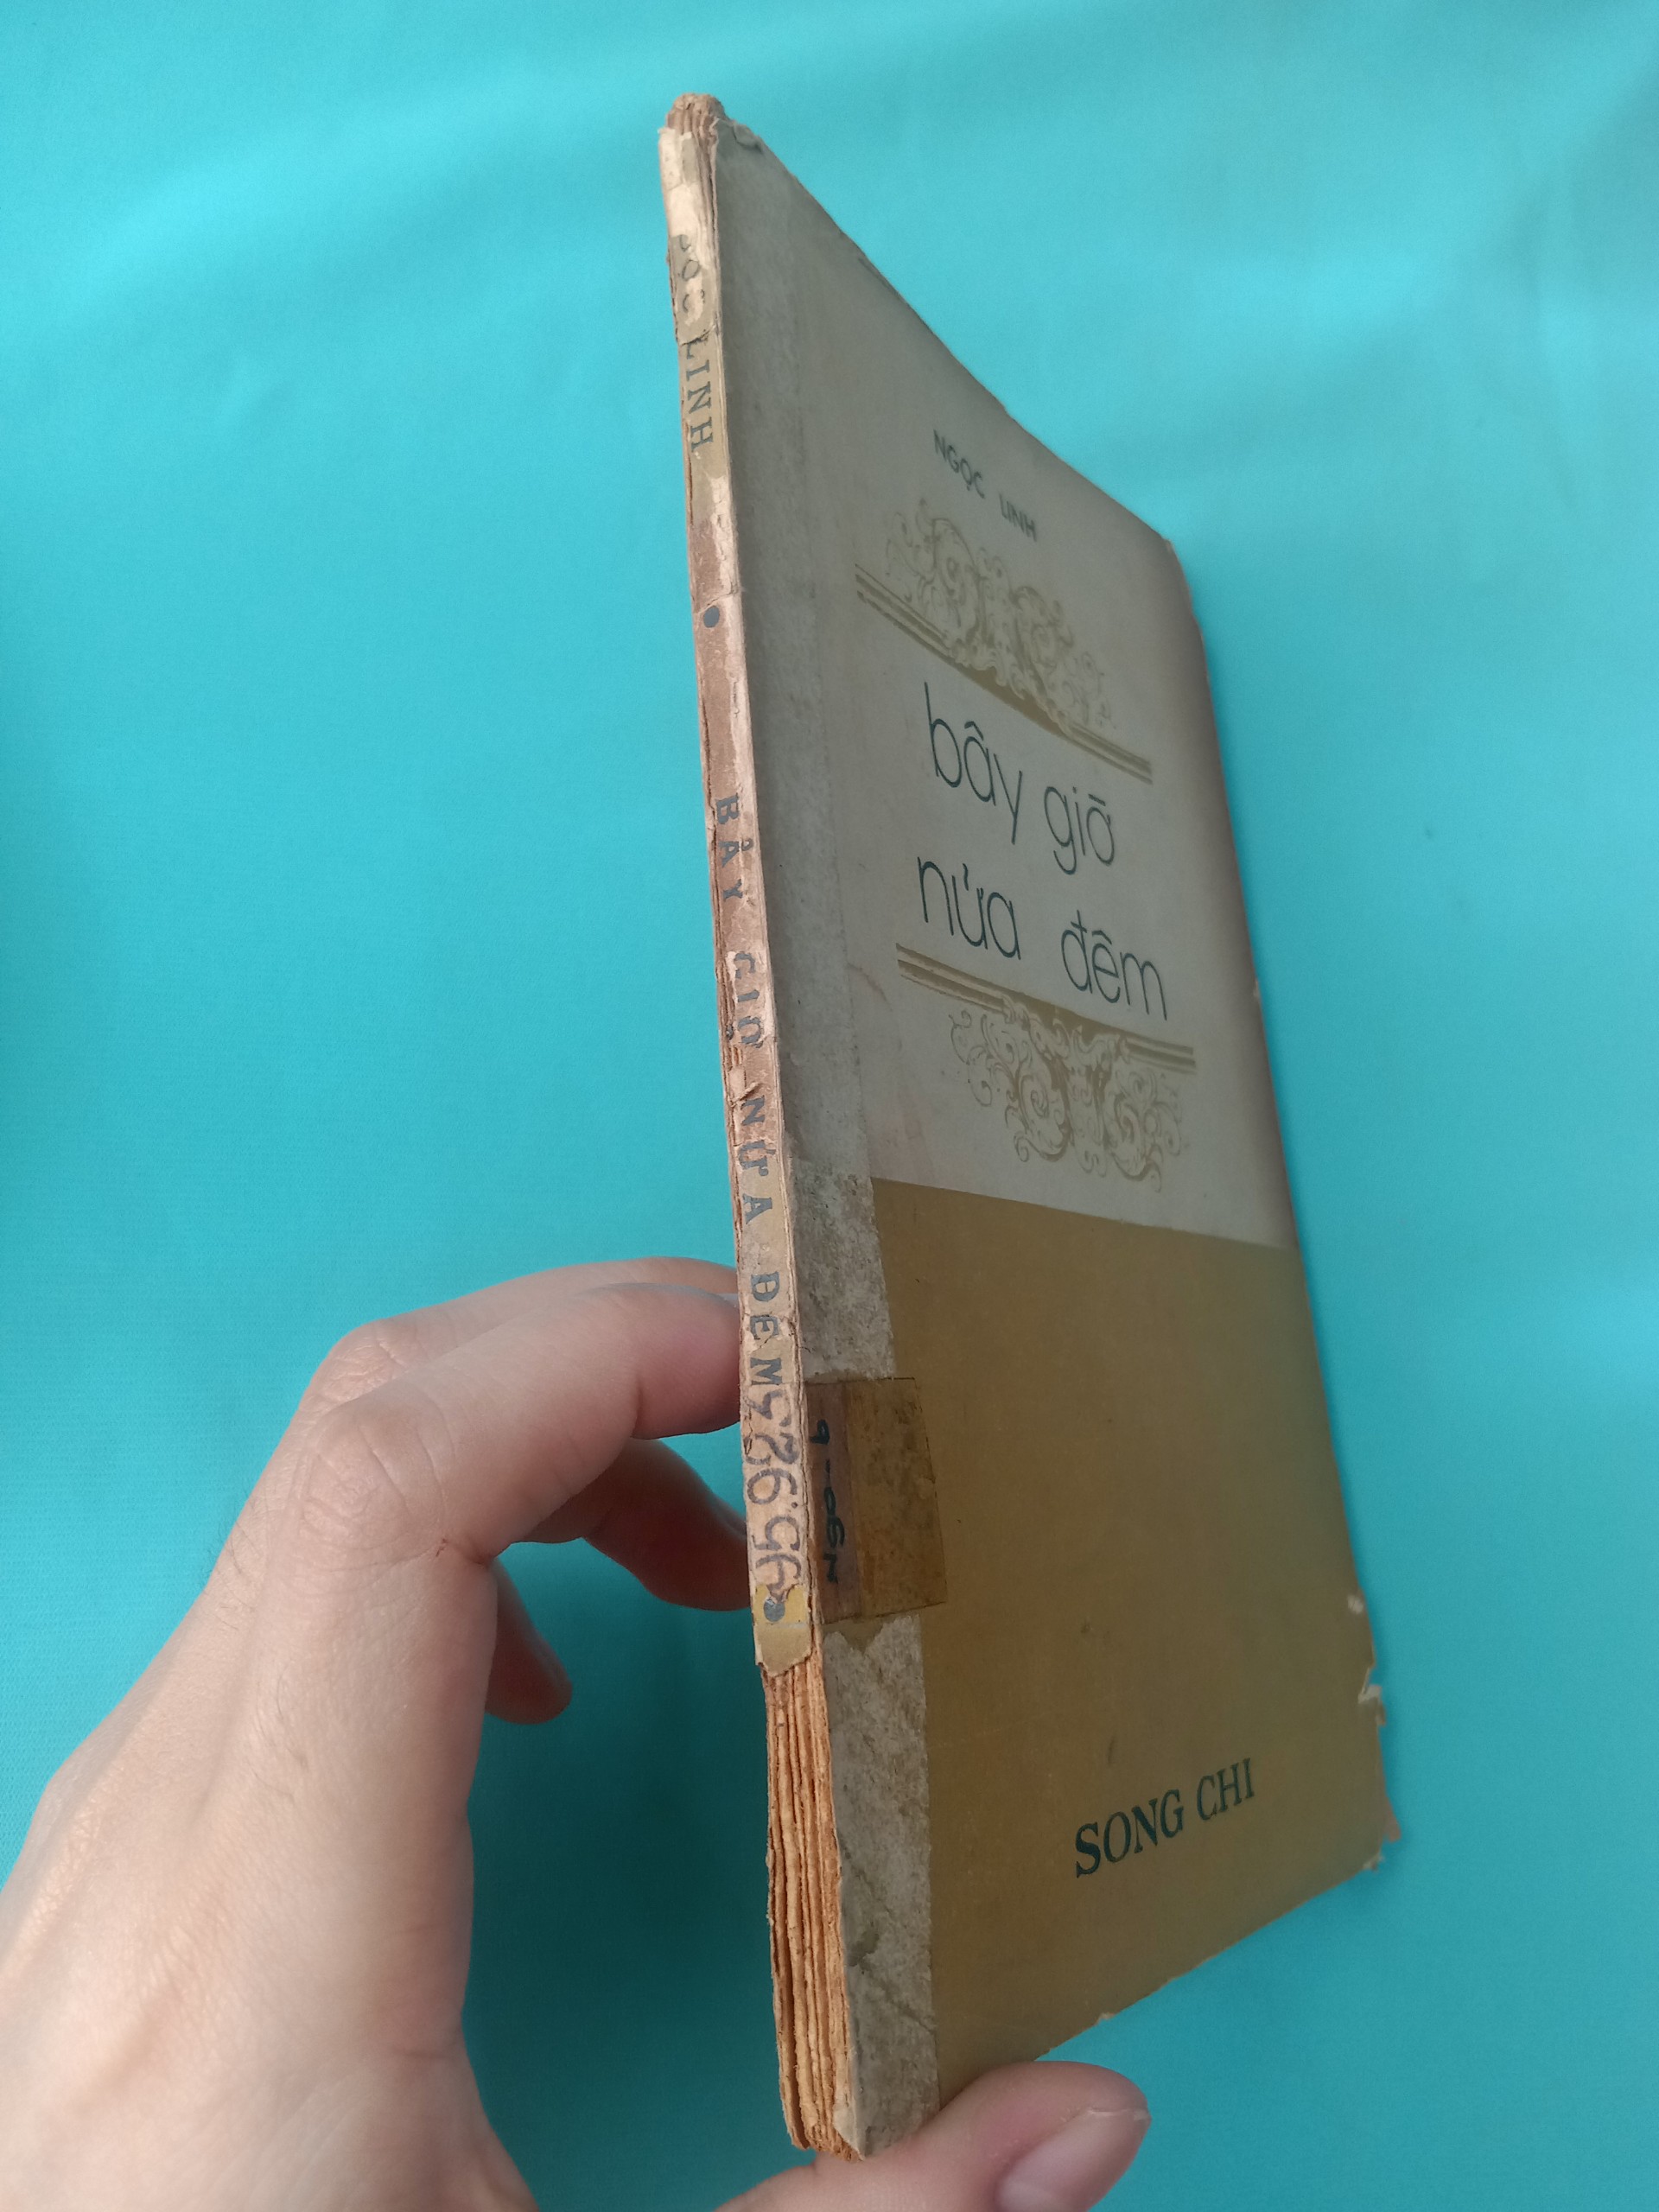 NGỌC LINH
bây giờ
nửa đêm
SONG CHI
LINH • BÂY GIỜ NỬA ĐÊM